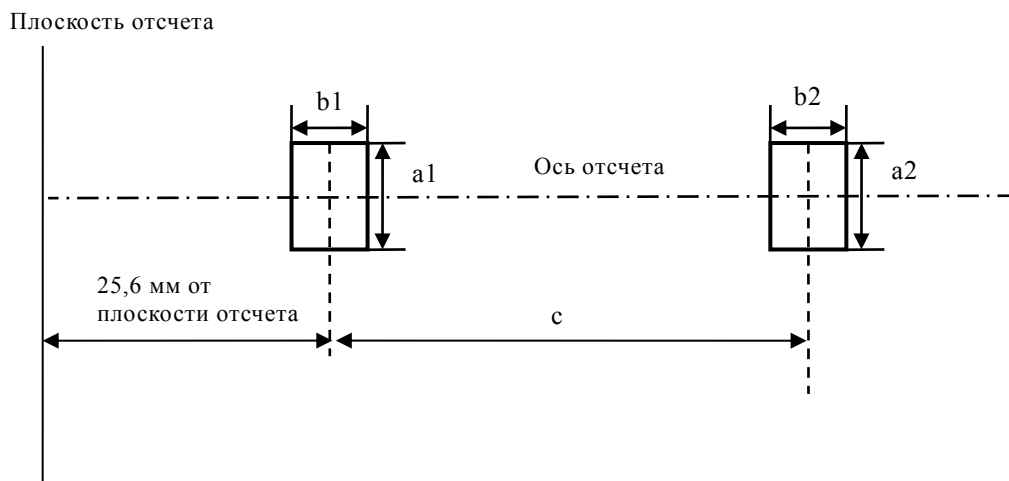 Плоскость отсчета
b1
b2
a1
Ось отсчета
a2
25,6 мм от
плоскости отсчета
c